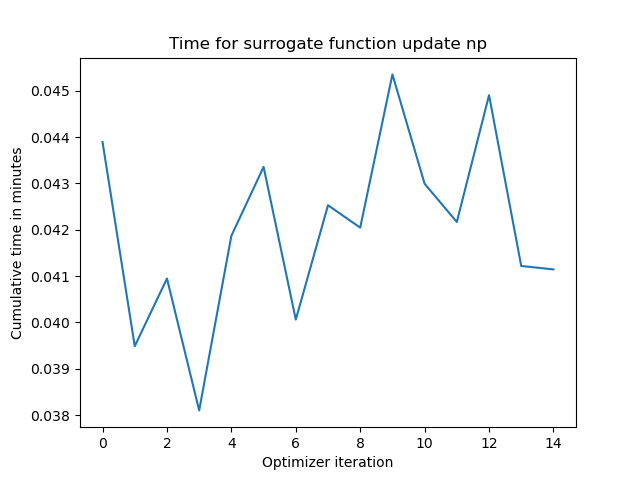 Time for surrogate function update np
Cumulative time in minutes
0.045
0.044
0.043
0.042
0.041
0.040
0.039
0.038
0 2 4 6 8 10 12 14
Optimizer iteration